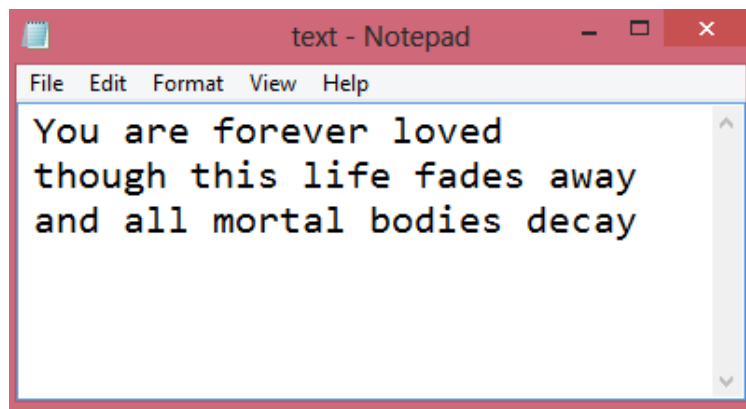 text - Notepad
File Edit Format View Help
You are forever loved
though this life fades away
and all mortal bodies decay